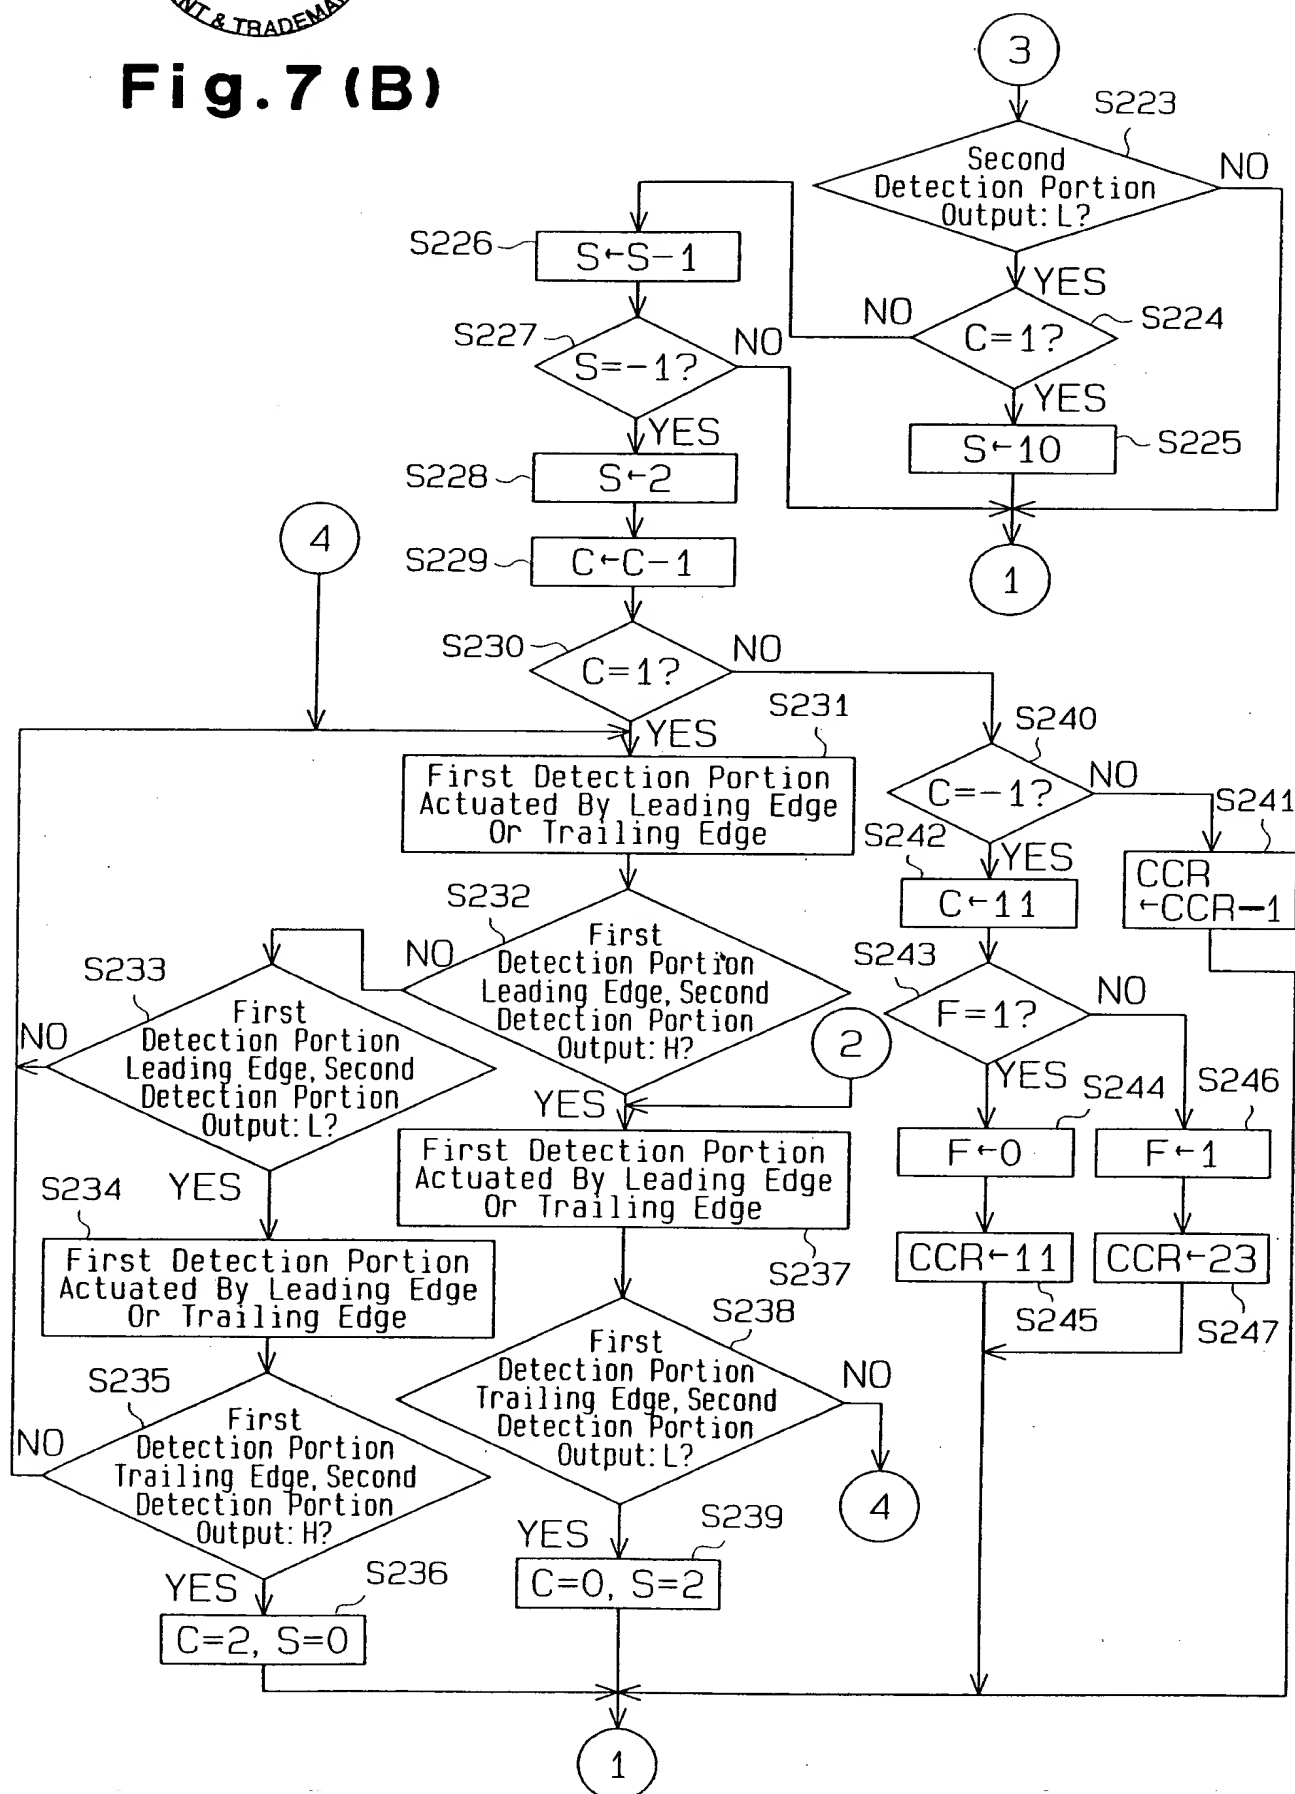 NT & TRADEMA
Fig. 7 (B)
3
S223
Second
Detection Portion
Output: L?
NO
YES
S224
C=1?
NO
YES
S225
S←10
1
S226
S←S−1
S227
S=−1?
NO
YES
S228
S←2
S229
C←C−1
4
S230
C=1?
NO
YES
S231
First Detection Portion
Actuated By Leading Edge
Or Trailing Edge
S232
First
Detection Portion
Leading Edge, Second
Detection Portion
Output: H?
NO
YES
S233
First
Detection Portion
Leading Edge, Second
Detection Portion
Output: L?
NO
YES
S234
First Detection Portion
Actuated By Leading Edge
Or Trailing Edge
S235
First
Detection Portion
Trailing Edge, Second
Detection Portion
Output: H?
NO
YES
S236
C=2, S=0
2
First Detection Portion
Actuated By Leading Edge
Or Trailing Edge
S237
S238
First
Detection Portion
Trailing Edge, Second
Detection Portion
Output: L?
NO
4
YES
S239
C=0, S=2
S240
C=−1?
NO
YES
S241
CCR
←CCR−1
S242
C←11
S243
F=1?
NO
YES
S244
F←0
S245
CCR←11
S246
F←1
S247
CCR←23
1